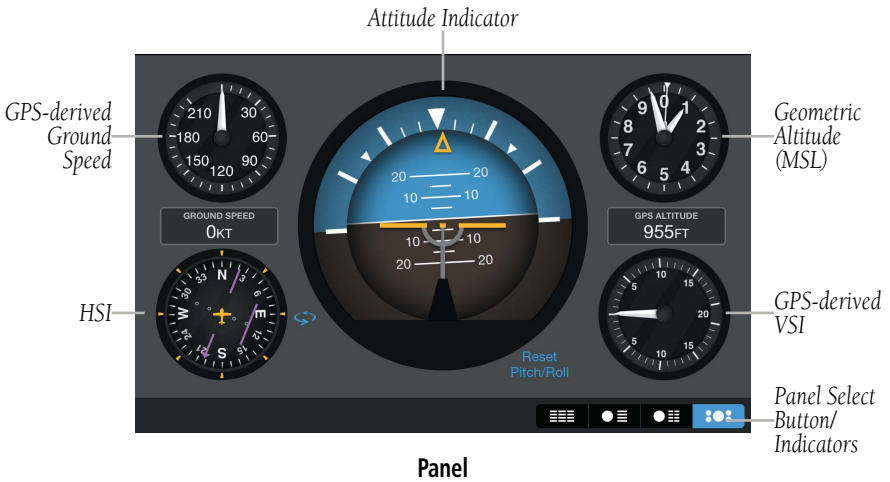 Attitude Indicator
GPS-derived
Ground
Speed
210 30
180 60
150 90
120
GROUND SPEED
0KT
HSI
N
33 3
30 6
W E
24 12
21 15
S
20 20
10 10
10 10
20 20
Reset
Pitch/Roll
Geometric
Altitude
(MSL)
0
9 1
8 2
7 3
6 4
5
GPS ALTITUDE
955FT
GPS-derived
VSI
10
5 15
20
5 15
10
Panel Select
Button/
Indicators
Panel